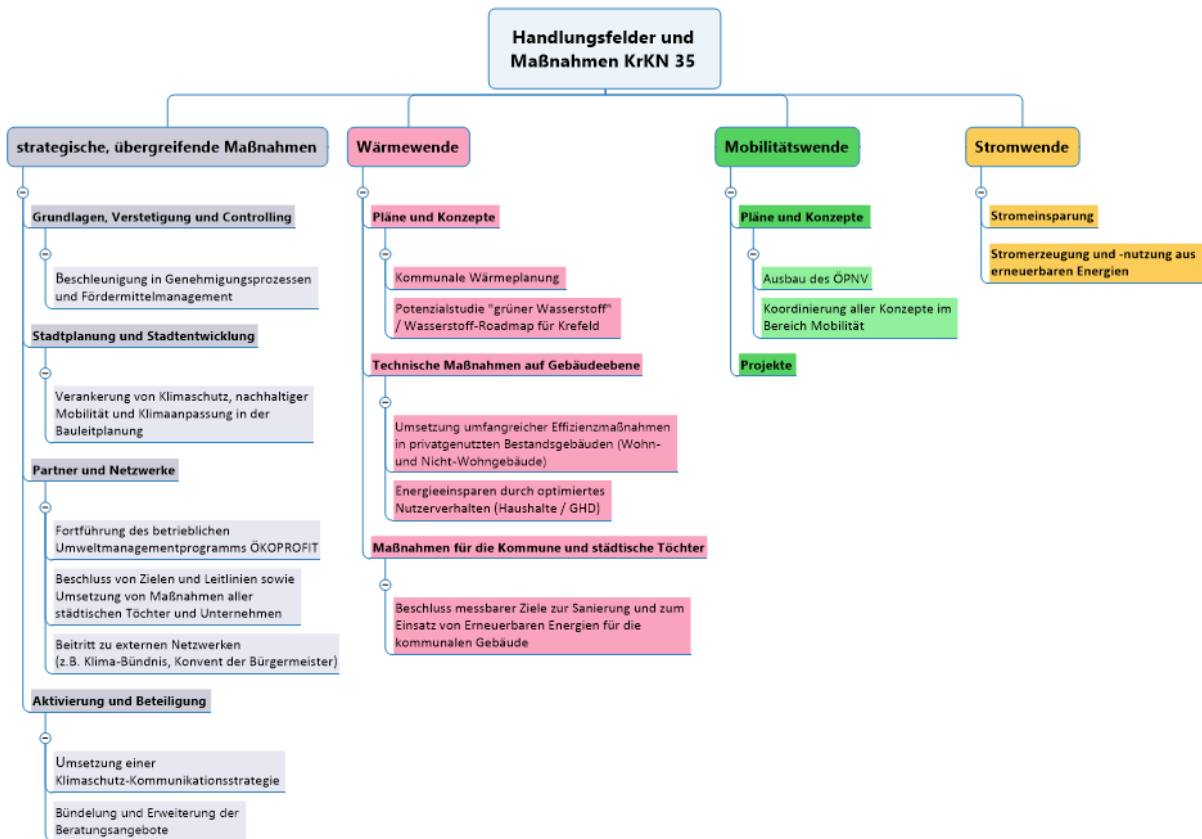 Handlungsfelder und
Maßnahmen KrKN 35
strategische, übergreifende Maßnahmen
Grundlagen, Verstetigung und Controlling
Beschleunigung in Genehmigungsprozessen
und Fördermittelmanagement
Stadtplanung und Stadtentwicklung
Verankerung von Klimaschutz, nachhaltiger
Mobilität und Klimaanpassung in der
Bauleitplanung
Partner und Netzwerke
Fortführung des betrieblichen
Umweltmanagementprogramms ÖKOPROFIT
Beschluss von Zielen und Leitlinien sowie
Umsetzung von Maßnahmen aller
städtischen Töchter und Unternehmen
Beitritt zu externen Netzwerken
(z.B. Klima-Bündnis, Konvent der Bürgermeister)
Aktivierung und Beteiligung
Umsetzung einer
Klimaschutz-Kommunikationsstrategie
Bündelung und Erweiterung der
Beratungsangebote
Wärmewende
Pläne und Konzepte
Kommunale Wärmeplanung
Potenzialstudie "grüner Wasserstoff"
/ Wasserstoff-Roadmap für Krefeld
Technische Maßnahmen auf Gebäudeebene
Umsetzung umfangreicher Effizienzmaßnahmen
in privatgenutzten Bestandsgebäuden (Wohn-
und Nicht-Wohngebäude)
Energieeinsparen durch optimiertes
Nutzerverhalten (Haushalte / GHD)
Maßnahmen für die Kommune und städtische Töchter
Beschluss messbarer Ziele zur Sanierung und zum
Einsatz von Erneuerbaren Energien für die
kommunalen Gebäude
Mobilitätswende
Pläne und Konzepte
Ausbau des ÖPNV
Koordinierung aller Konzepte im
Bereich Mobilität
Projekte
Stromwende
Stromeinsparung
Stromerzeugung und -nutzung aus
erneuerbaren Energien